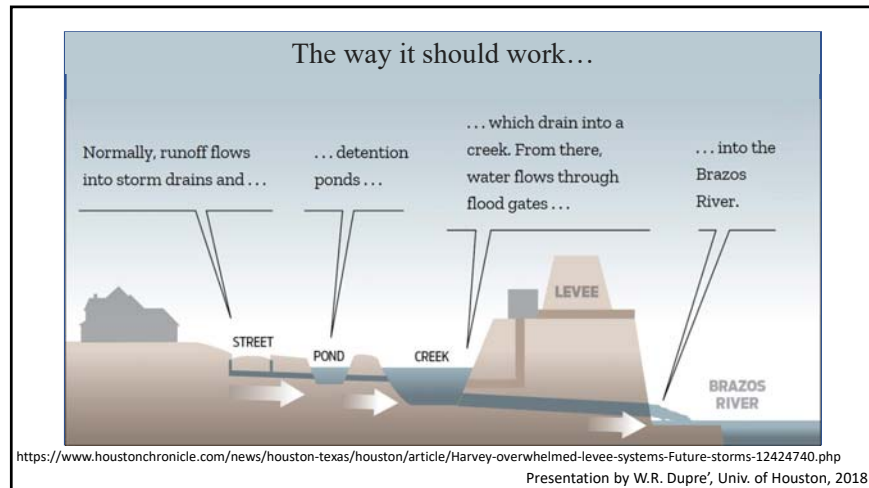 The way it should work…
Normally, runoff flows
into storm drains and . . .
. . . detention
ponds . . .
. . . which drain into a
creek. From there,
water flows through
flood gates . . .
. . . into the
Brazos
River.
LEVEE
STREET
POND
CREEK
BRAZOS
RIVER
https://www.houstonchronicle.com/news/houston-texas/houston/article/Harvey-overwhelmed-levee-systems-Future-storms-12424740.php
Presentation by W.R. Dupre’, Univ. of Houston, 2018